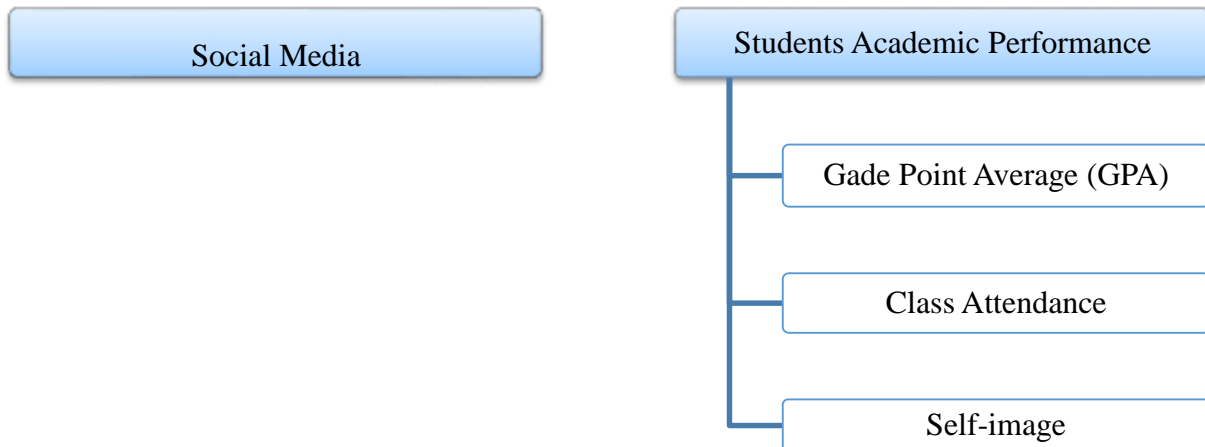 Social Media
Students Academic Performance
Gade Point Average (GPA)
Class Attendance
Self-image